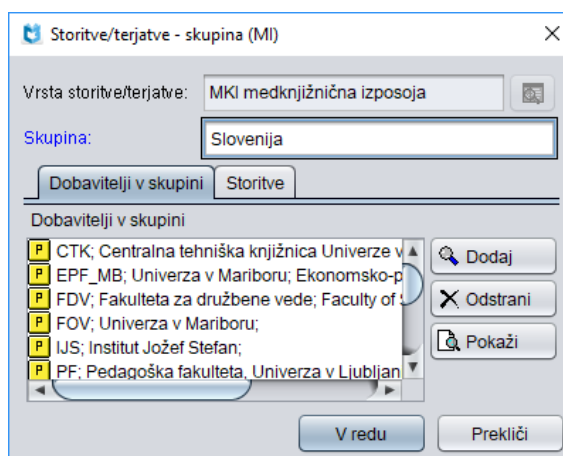 Storitve/terjatve - skupina (MI)
Vrsta storitve/terjatve: MKI medknjižnična izposoja
Skupina: Slovenija
Dobavitelji v skupini Storitve
Dobavitelji v skupini
P CTK; Centralna tehniška knjižnica Univerze v
P EPF_MB; Univerza v Mariboru; Ekonomsko-p
P FDV; Fakulteta za družbene vede; Faculty of
P FOV; Univerza v Mariboru;
P IJS; Institut Jožef Stefan;
P PF; Pedagoška fakulteta, Univerza v Ljubljan
Dodaj
Odstrani
Pokaži
V redu Prekliči